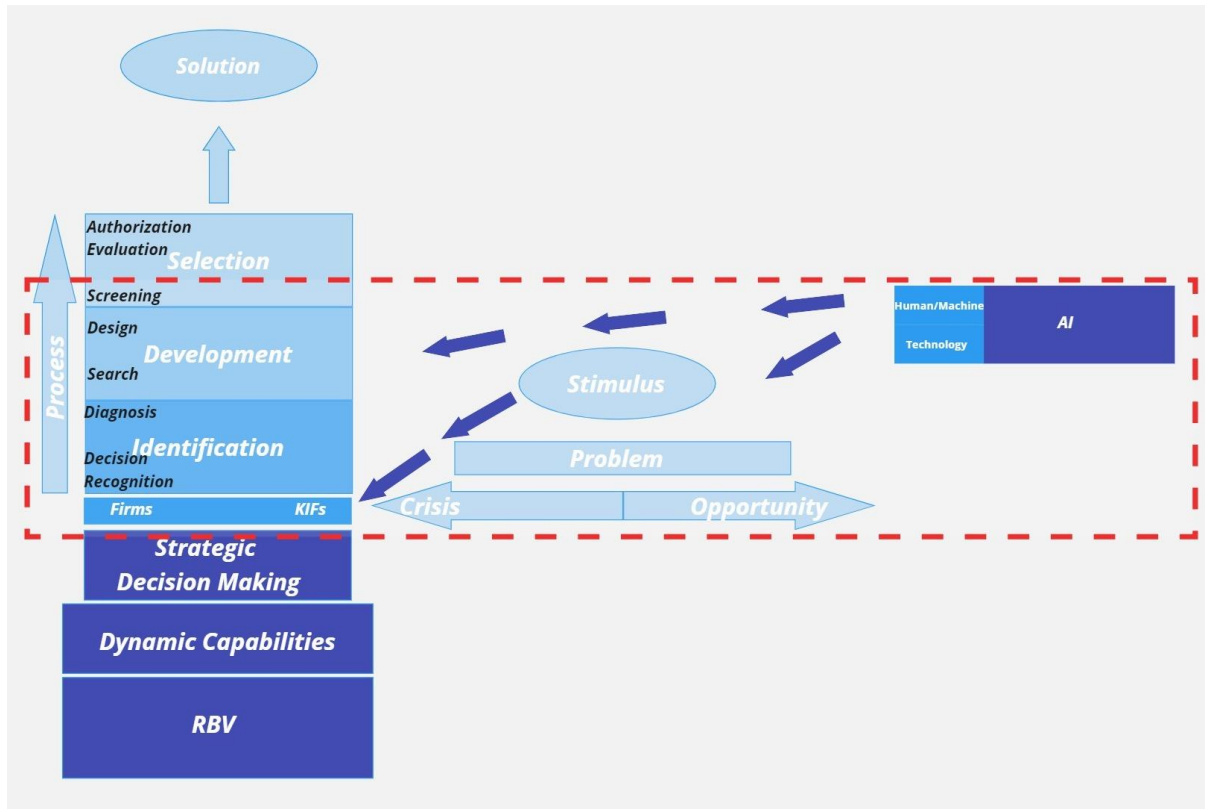 Solution
Authorization
Evaluation
Selection
Screening
Design
Development
Search
Diagnosis
Identification
Decision
Recognition
Process
Firms KIFs
Strategic
Decision Making
Dynamic Capabilities
RBV
Stimulus
Problem
Crisis Opportunity
Human/Machine
Technology
AI